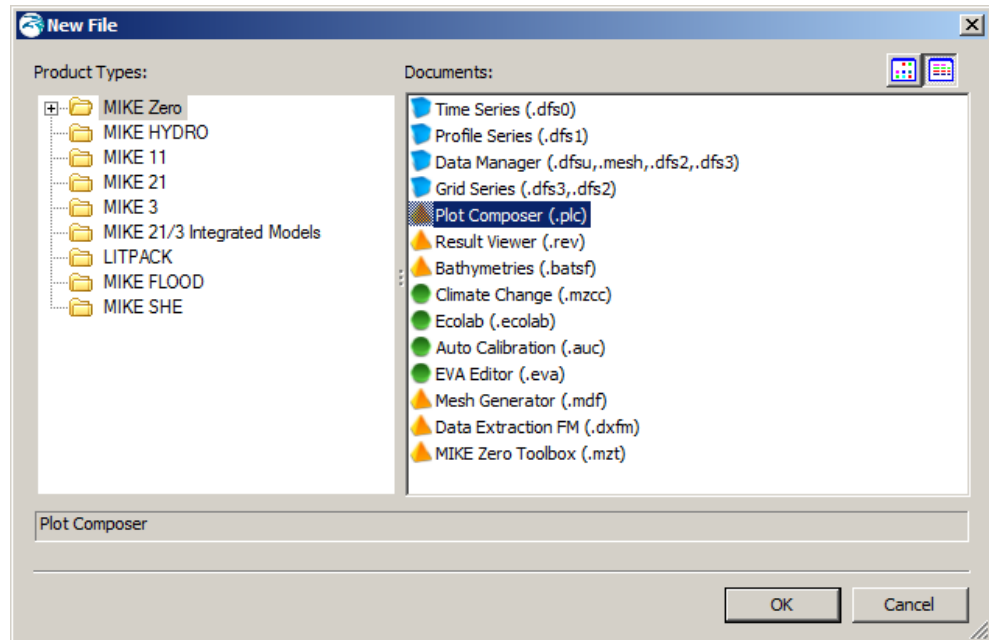 New File
Product Types:
MIKE Zero
MIKE HYDRO
MIKE 11
MIKE 21
MIKE 3
MIKE 21/3 Integrated Models
LITPACK
MIKE FLOOD
MIKE SHE
Documents:
Time Series (.dfs0)
Profile Series (.dfs1)
Data Manager (.dfsu,.mesh,.dfs2,.dfs3)
Grid Series (.dfs3,.dfs2)
Plot Composer (.plc)
Result Viewer (.rev)
Bathymetries (.batsf)
Climate Change (.mzcc)
Ecolab (.ecolab)
Auto Calibration (.auc)
EVA Editor (.eva)
Mesh Generator (.mdf)
Data Extraction FM (.dxfm)
MIKE Zero Toolbox (.mzt)
Plot Composer
OK
Cancel